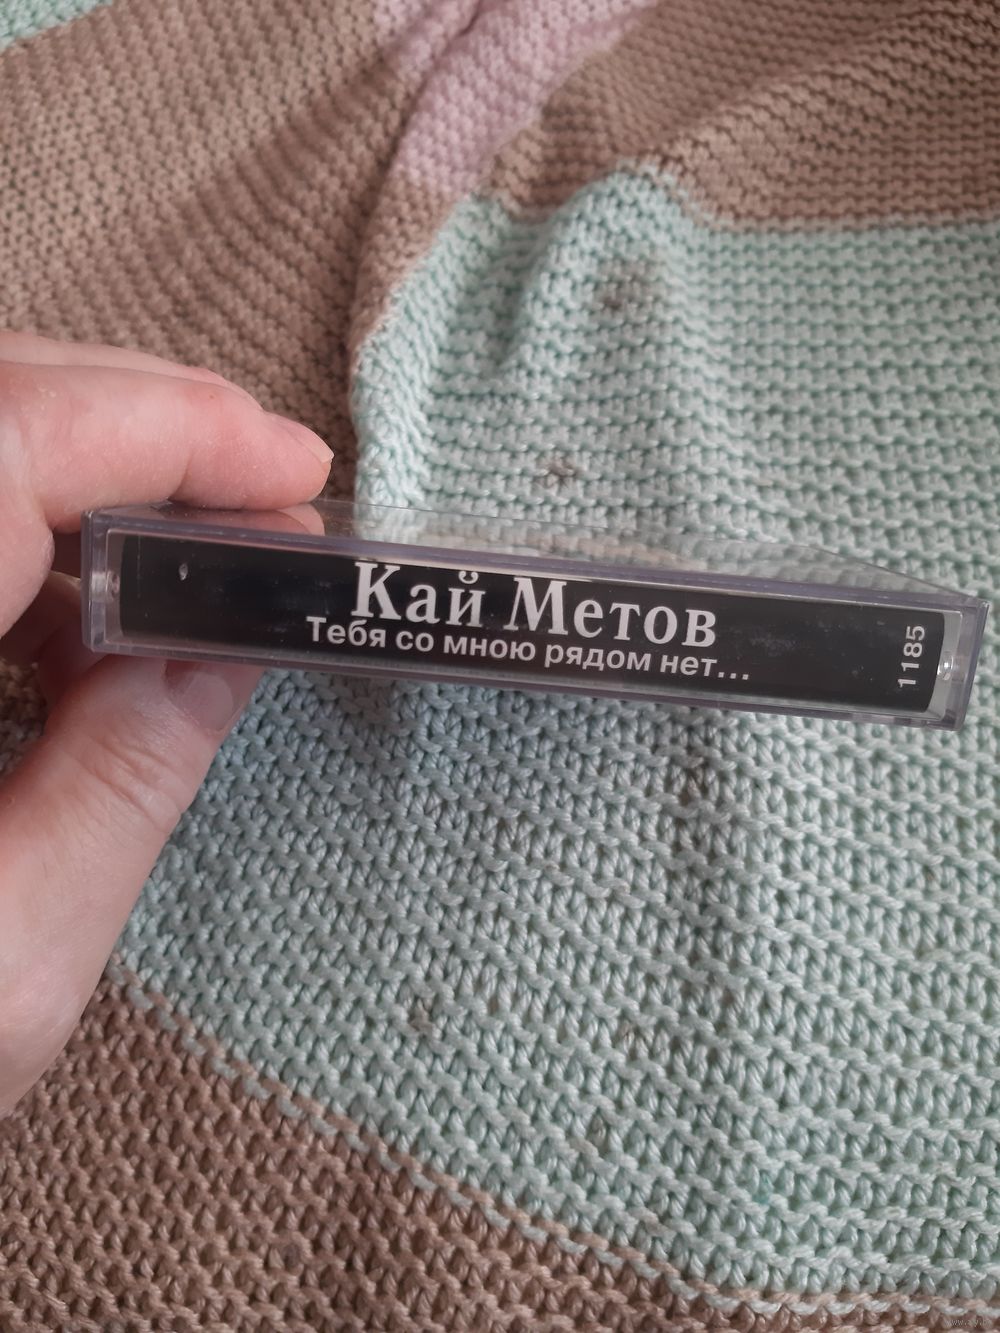 Кай Метов
Тебя со мною рядом нет...
1185